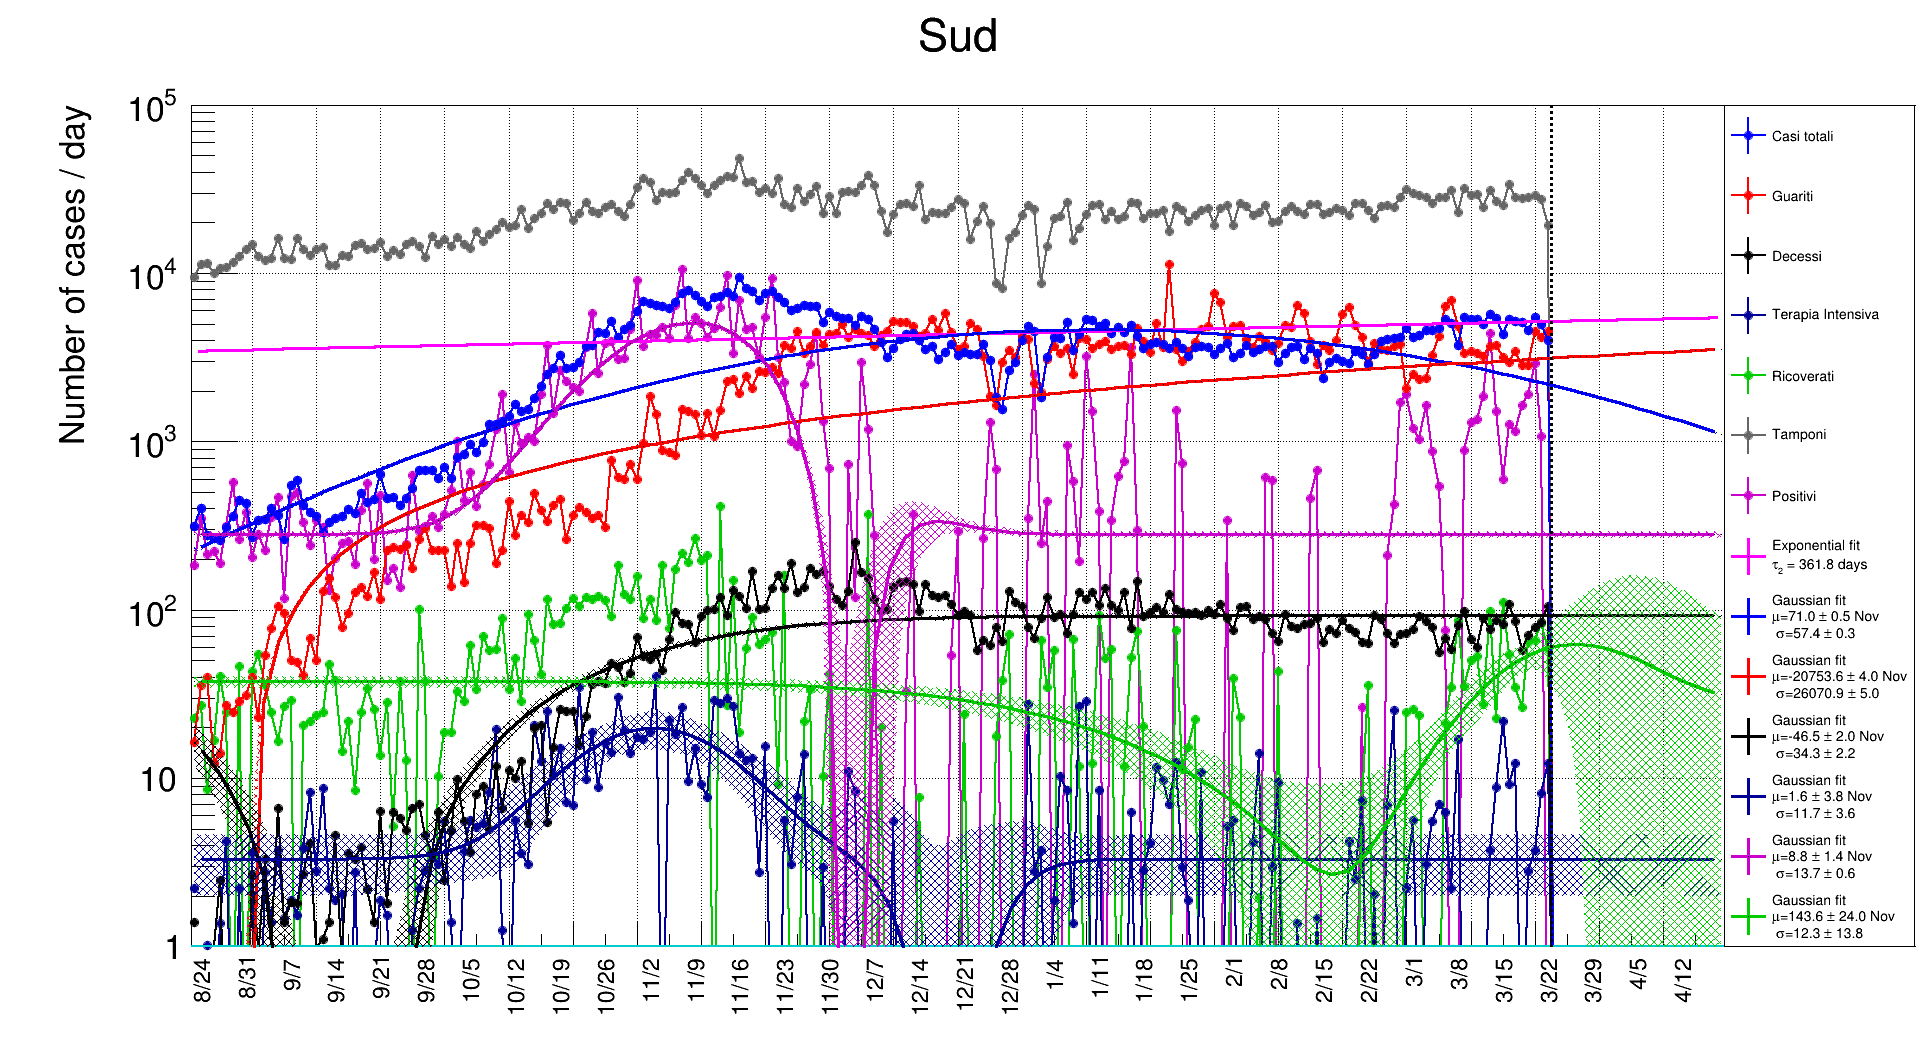 Sud
Number of cases / day
10^5
10^4
10^3
10^2
10
1
8/24
8/31
9/7
9/14
9/21
9/28
10/5
10/12
10/19
10/26
11/2
11/9
11/16
11/23
11/30
12/7
12/14
12/21
12/28
1/4
1/11
1/18
1/25
2/1
2/8
2/15
2/22
3/1
3/8
3/15
3/22
3/29
4/5
4/12
Casi totali
Guariti
Decessi
Terapia Intensiva
Ricoverati
Tamponi
Positivi
Exponential fit
τ₂ = 361.8 days
Gaussian fit
μ=71.0 ± 0.5 Nov
σ=57.4 ± 0.3
Gaussian fit
μ=-20753.6 ± 4.0 Nov
σ=26070.9 ± 5.0
Gaussian fit
μ=-46.5 ± 2.0 Nov
σ=34.3 ± 2.2
Gaussian fit
μ=1.6 ± 3.8 Nov
σ=11.7 ± 3.6
Gaussian fit
μ=8.8 ± 1.4 Nov
σ=13.7 ± 0.6
Gaussian fit
μ=143.6 ± 24.0 Nov
σ=12.3 ± 13.8